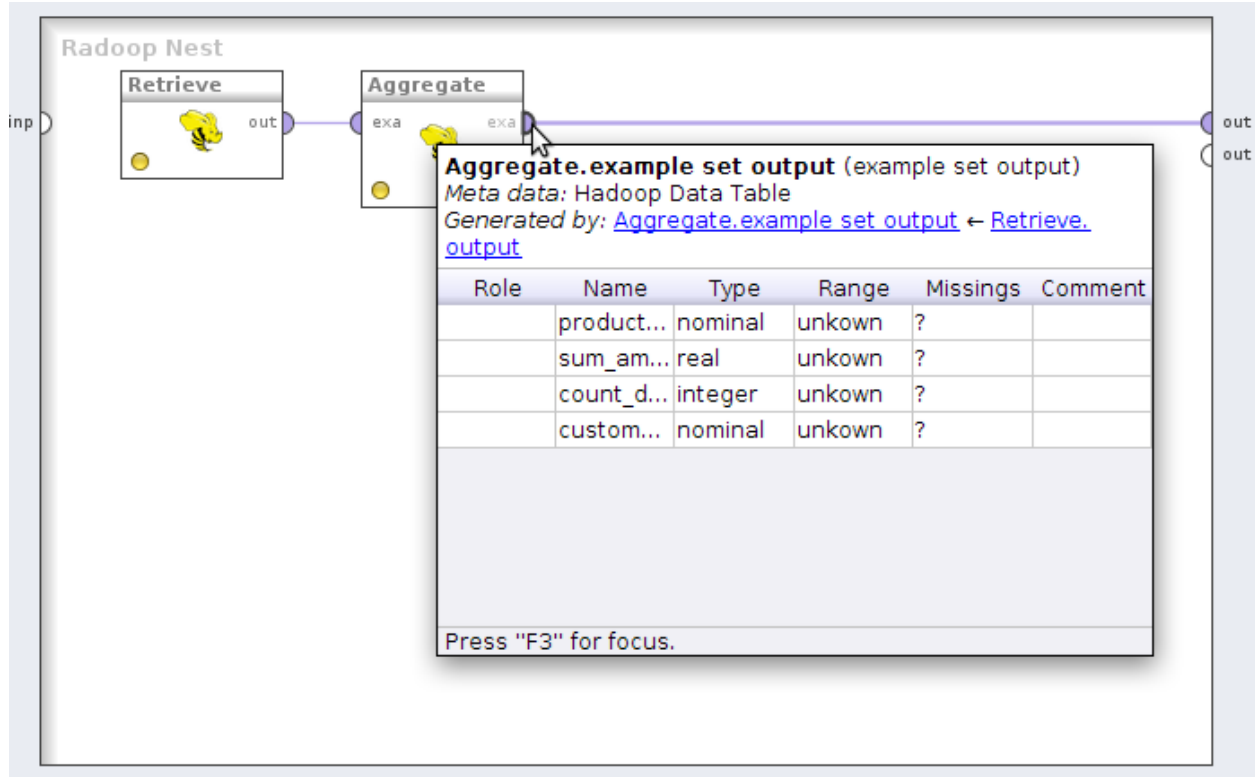 Radoop Nest
Retrieve
Aggregate
inp
out
exa
exa
out
out
Aggregate.example set output (example set output)
Meta data: Hadoop Data Table
Generated by: Aggregate.example set output ← Retrieve.
output
Role Name Type Range Missings Comment
product... nominal unkown ?
sum_am... real unkown ?
count_d... integer unkown ?
custom... nominal unkown ?
Press "F3" for focus.